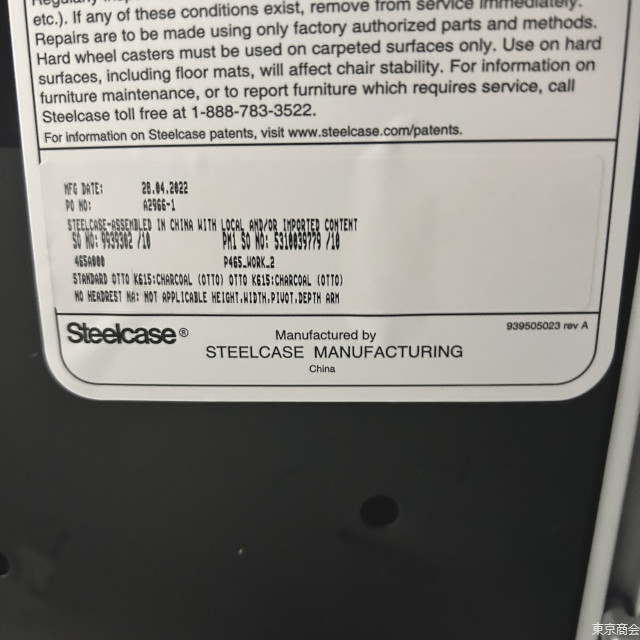 etc.). If any of these conditions exist, remove from service immediately.
Repairs are to be made using only factory authorized parts and methods.
Hard wheel casters must be used on carpeted surfaces only. Use on hard
surfaces, including floor mats, will affect chair stability. For information on
furniture maintenance, or to report furniture which requires service, call
Steelcase toll free at 1-888-783-3522.
For information on Steelcase patents, visit www.steelcase.com/patents.
MFG DATE: 28.04.2022
PO NO: A2966-1
STEELCASE-ASSEMBLED IN CHINA WITH LOCAL AND/OR IMPORTED CONTENT
SO NO: 9939302 /10 PM1 SO NO: 5310039779 /10
465A000 P465_WORK_2
STANDARD OTTO K615:CHARCOAL (OTTO) OTTO K615:CHARCOAL (OTTO)
NO HEADREST NA: NOT APPLICABLE HEIGHT,WIDTH,PIVOT,DEPTH ARM
Steelcase®
Manufactured by
STEELCASE MANUFACTURING
China
939505023 rev A
東京商会